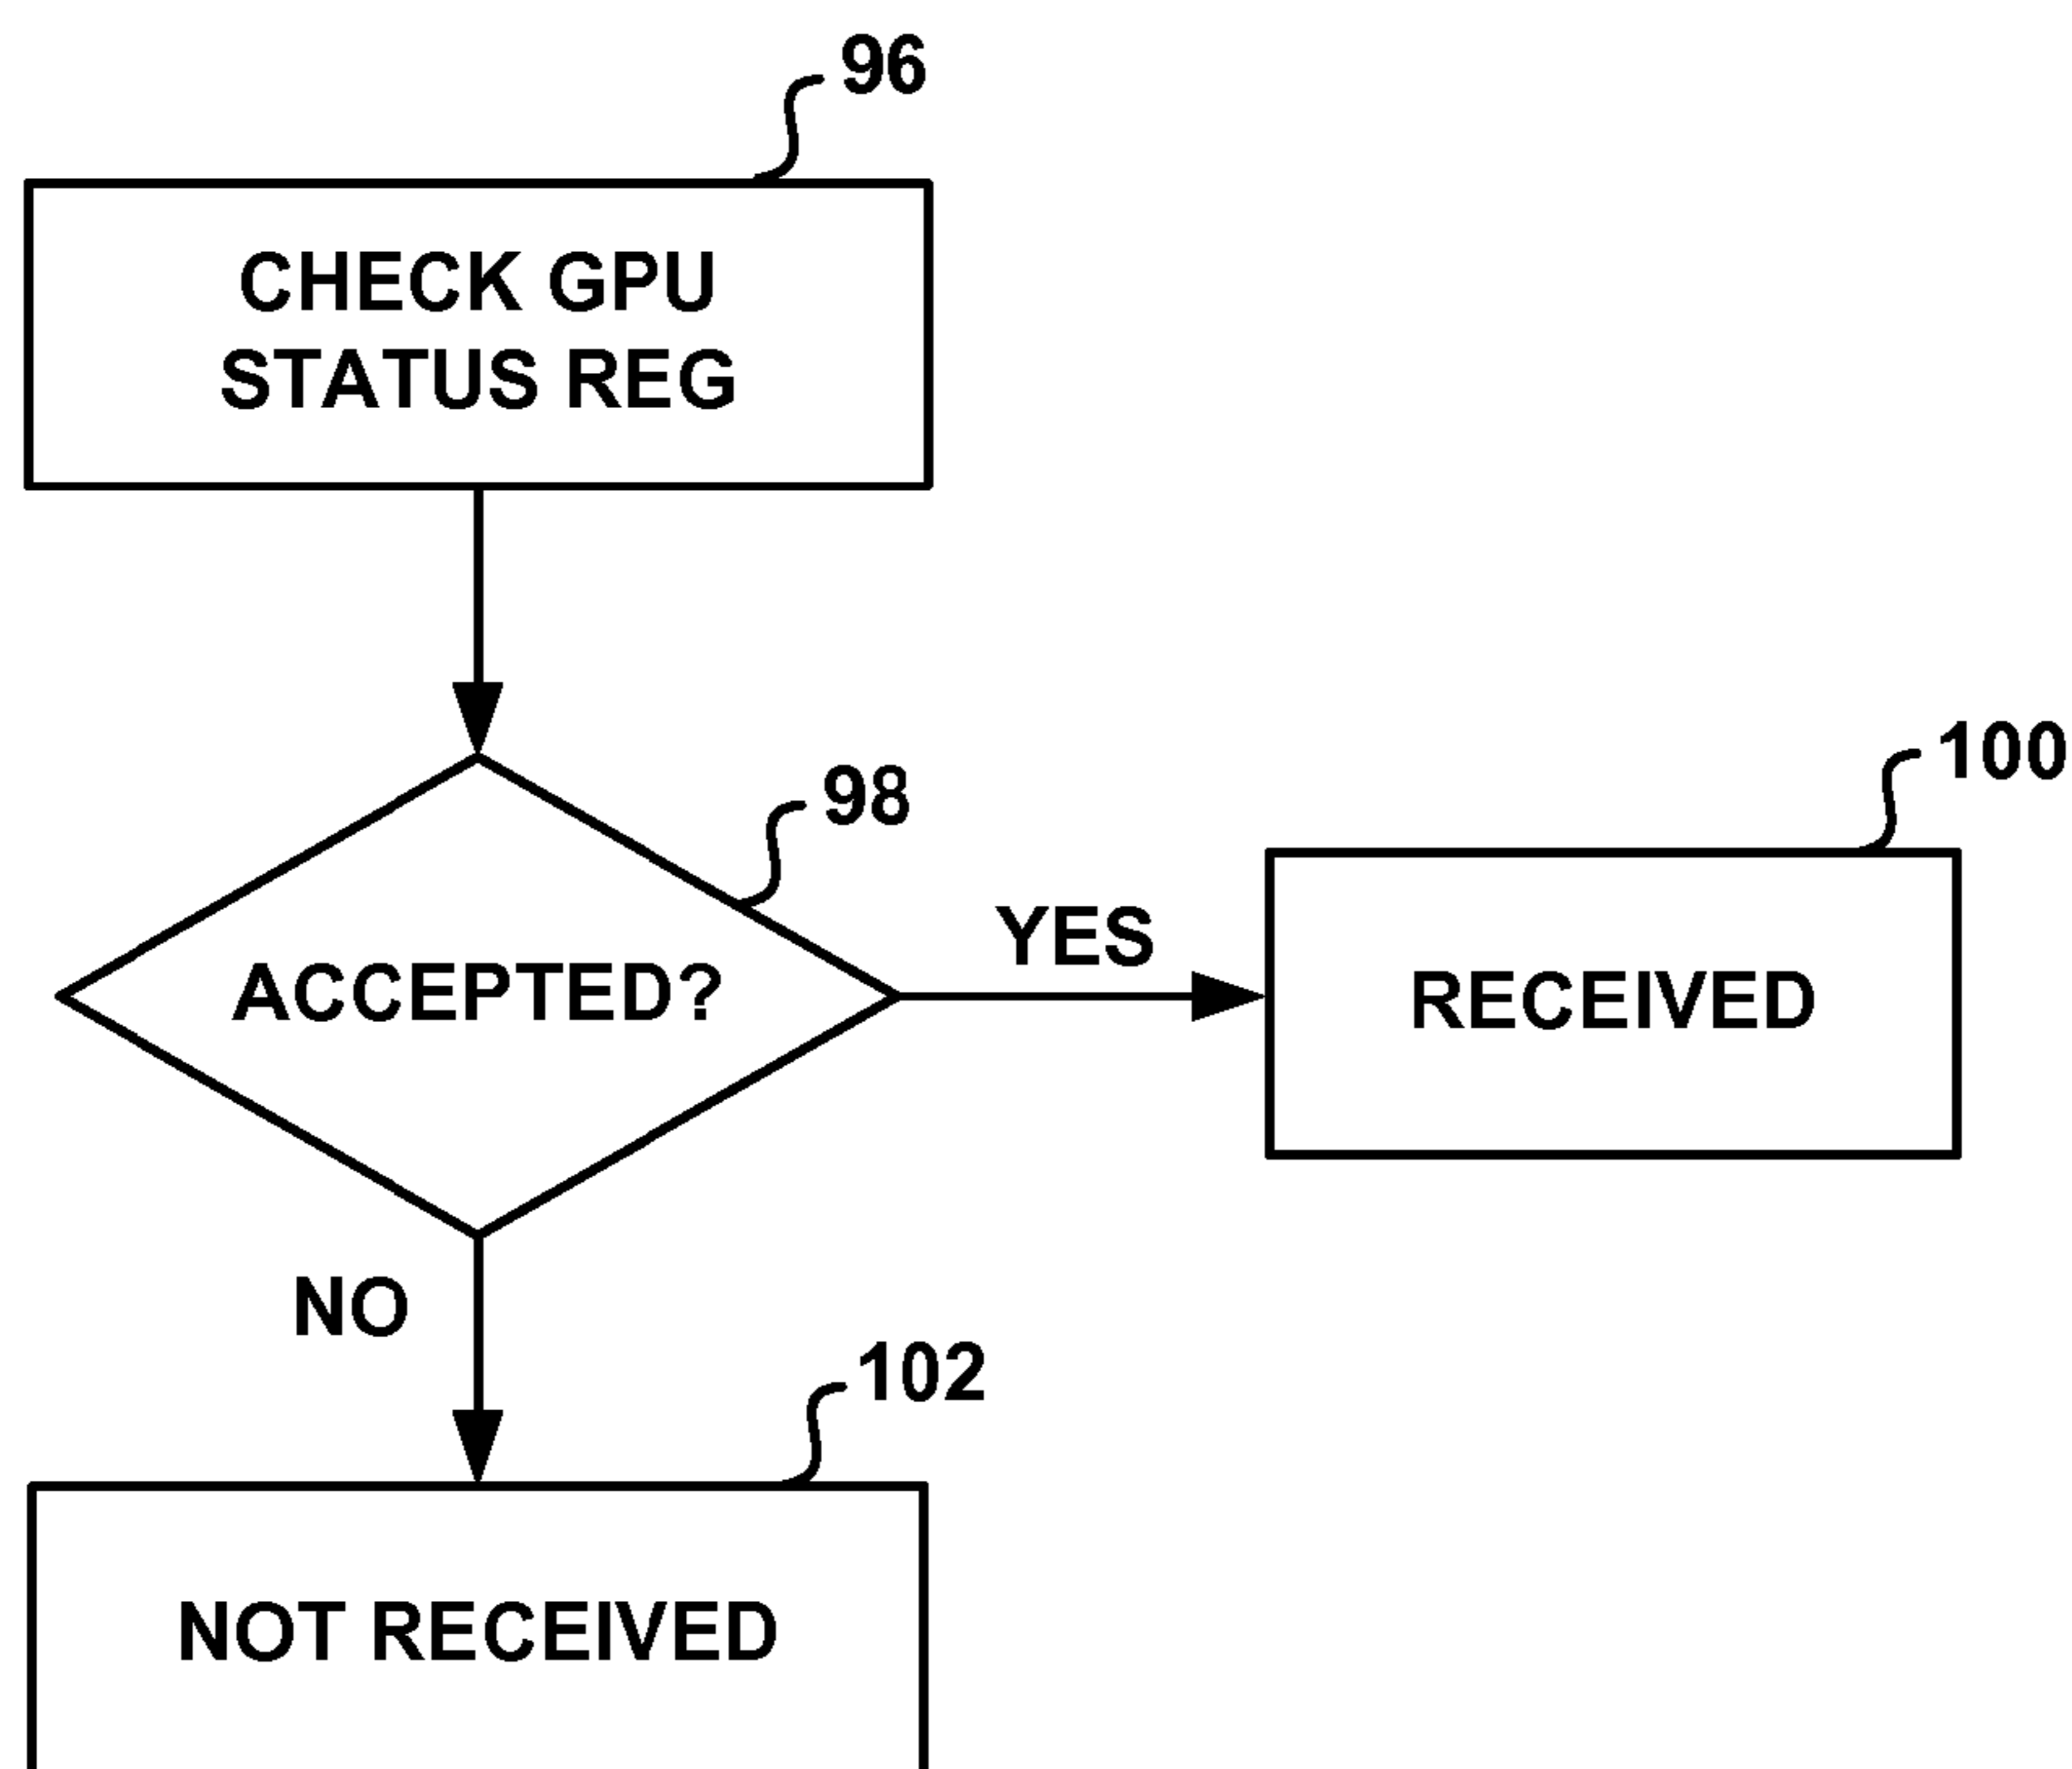 96
CHECK GPU
STATUS REG
98
100
ACCEPTED?
YES
RECEIVED
NO
102
NOT RECEIVED